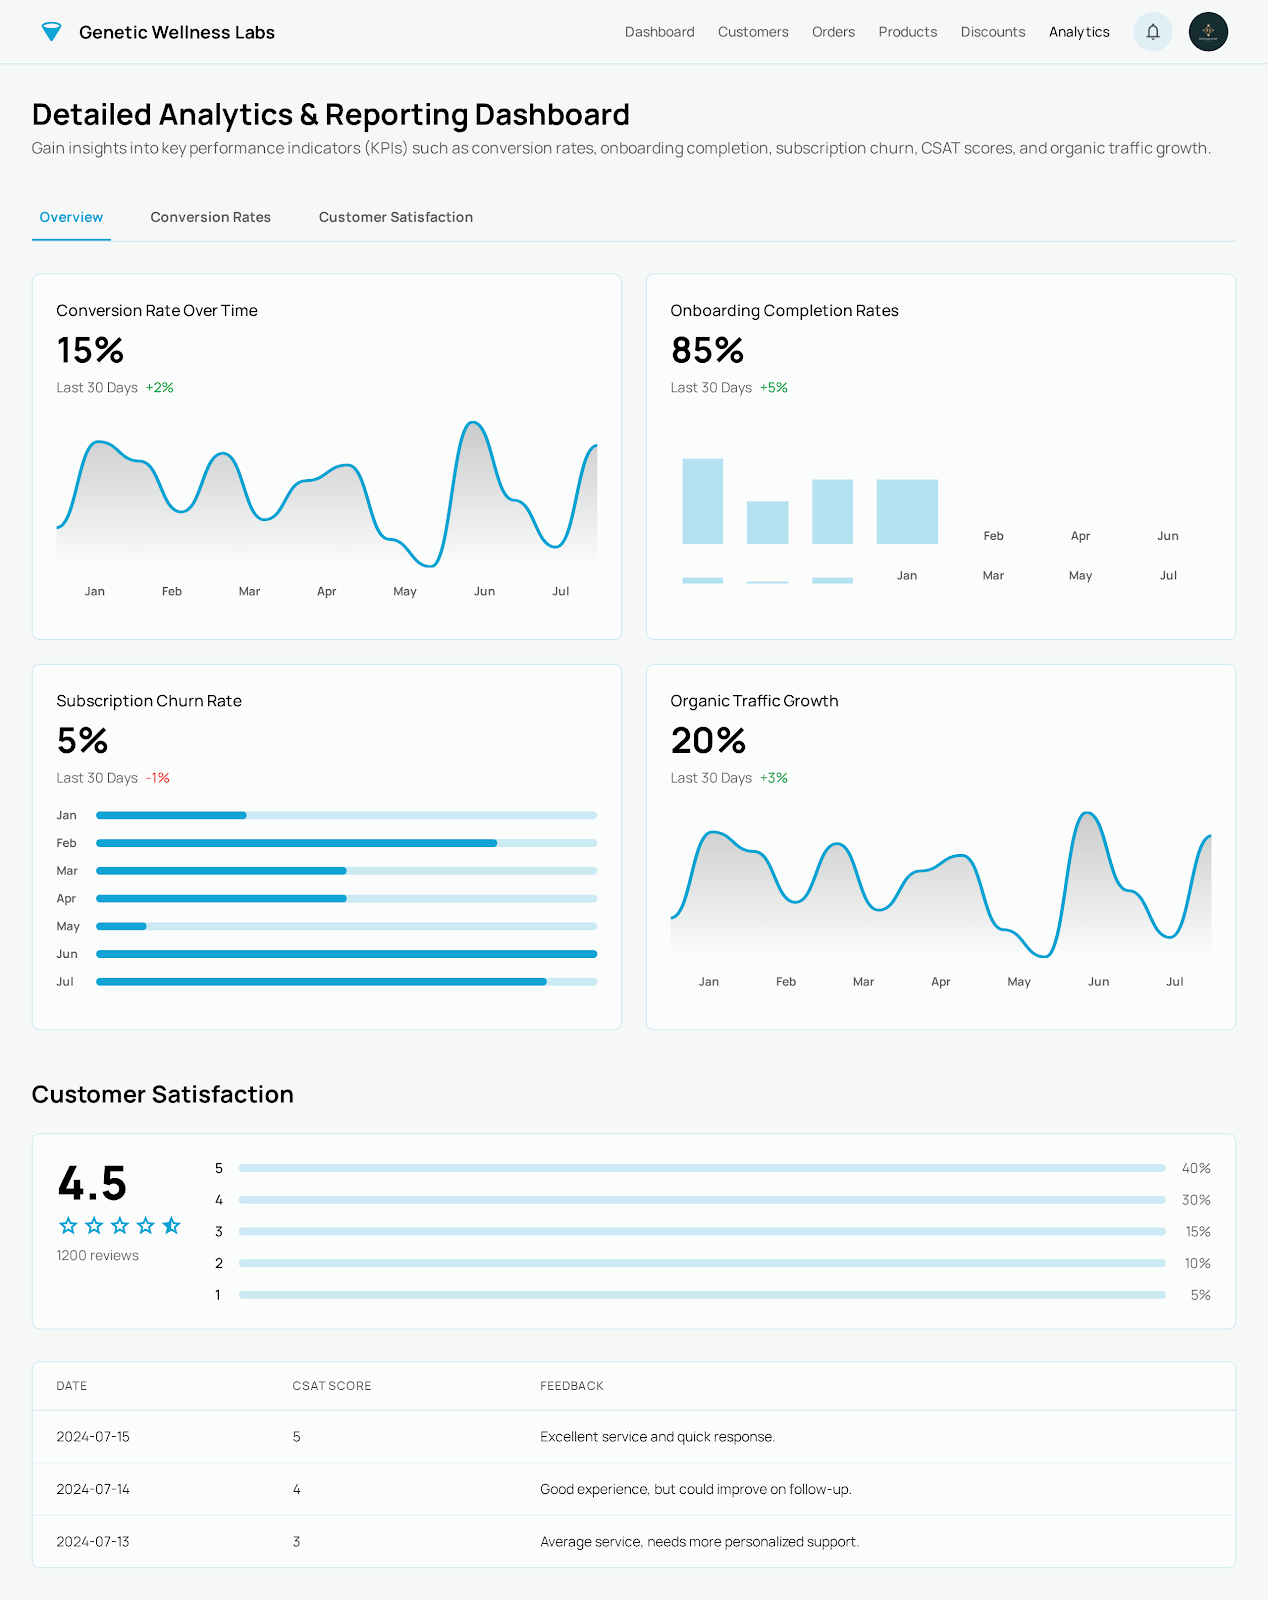 Genetic Wellness Labs
Dashboard
Customers
Orders
Products
Discounts
Analytics
Detailed Analytics & Reporting Dashboard
Gain insights into key performance indicators (KPIs) such as conversion rates, onboarding completion, subscription churn, CSAT scores, and organic traffic growth.
Overview
Conversion Rates
Customer Satisfaction
Conversion Rate Over Time
15%
Last 30 Days +2%
Jan Feb Mar Apr May Jun Jul
Onboarding Completion Rates
85%
Last 30 Days +5%
Feb Apr Jun
Jan Mar May Jul
Subscription Churn Rate
5%
Last 30 Days -1%
Jan
Feb
Mar
Apr
May
Jun
Jul
Organic Traffic Growth
20%
Last 30 Days +3%
Jan Feb Mar Apr May Jun Jul
Customer Satisfaction
4.5
1200 reviews
5 40%
4 30%
3 15%
2 10%
1 5%
DATE CSAT SCORE FEEDBACK
2024-07-15 5 Excellent service and quick response.
2024-07-14 4 Good experience, but could improve on follow-up.
2024-07-13 3 Average service, needs more personalized support.